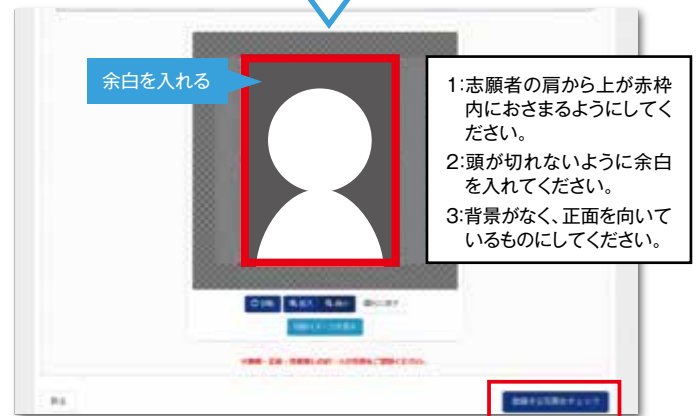 余白を入れる
1:志願者の肩から上が赤枠
内におさまるようにしてく
ださい。
2:頭が切れないように余白
を入れてください。
3:背景がなく、正面を向いて
いるものにしてください。
戻る